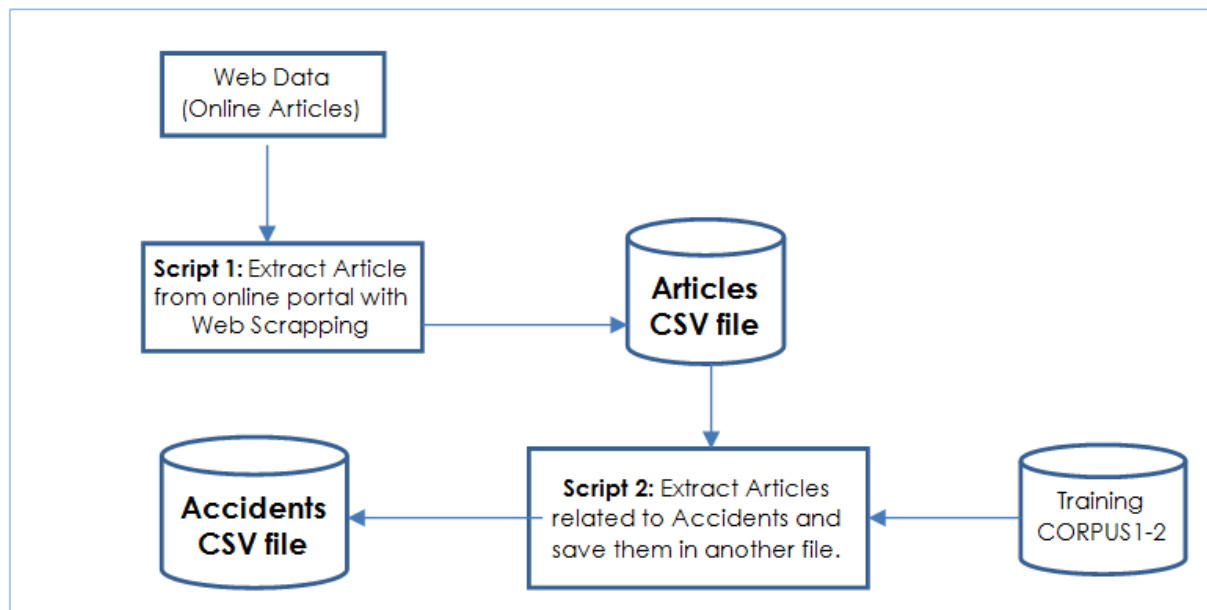 Web Data
(Online Articles)
Script 1: Extract Article
from online portal with
Web Scrapping
Articles
CSV file
Accidents
CSV file
Script 2: Extract Articles
related to Accidents and
save them in another file.
Training
CORPUS1-2